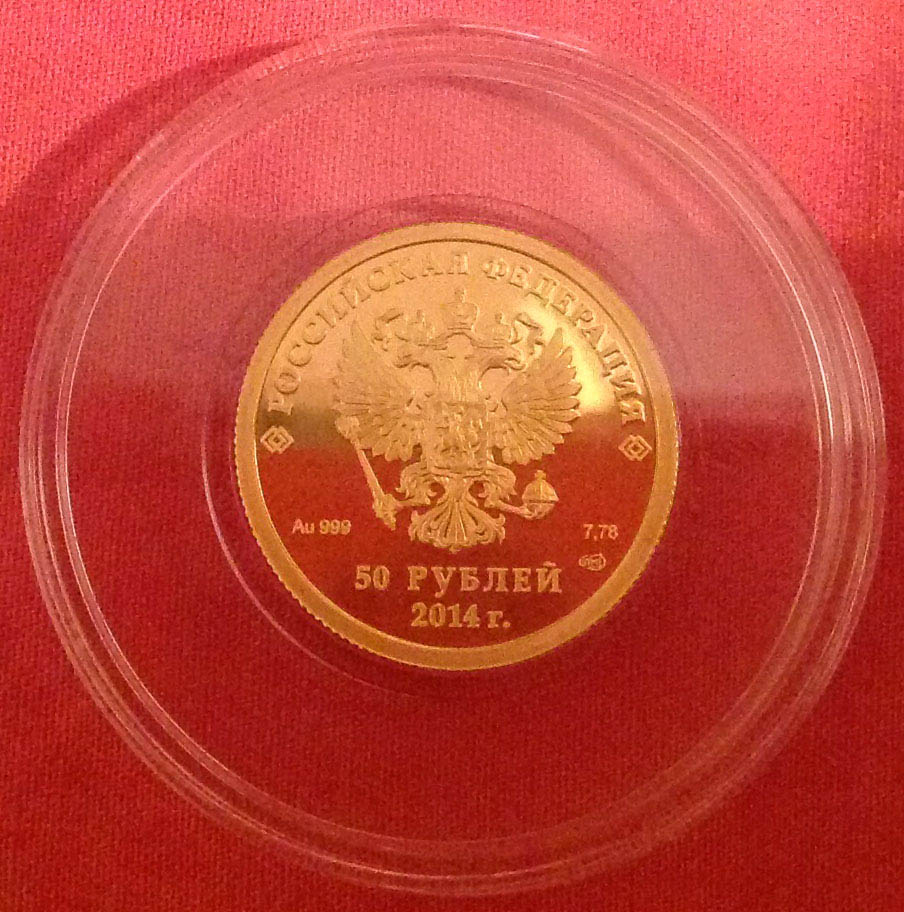 РОССИЙСКАЯ ФЕДЕРАЦИЯ
Au 999
7,78
50 РУБЛЕЙ
2014 г.